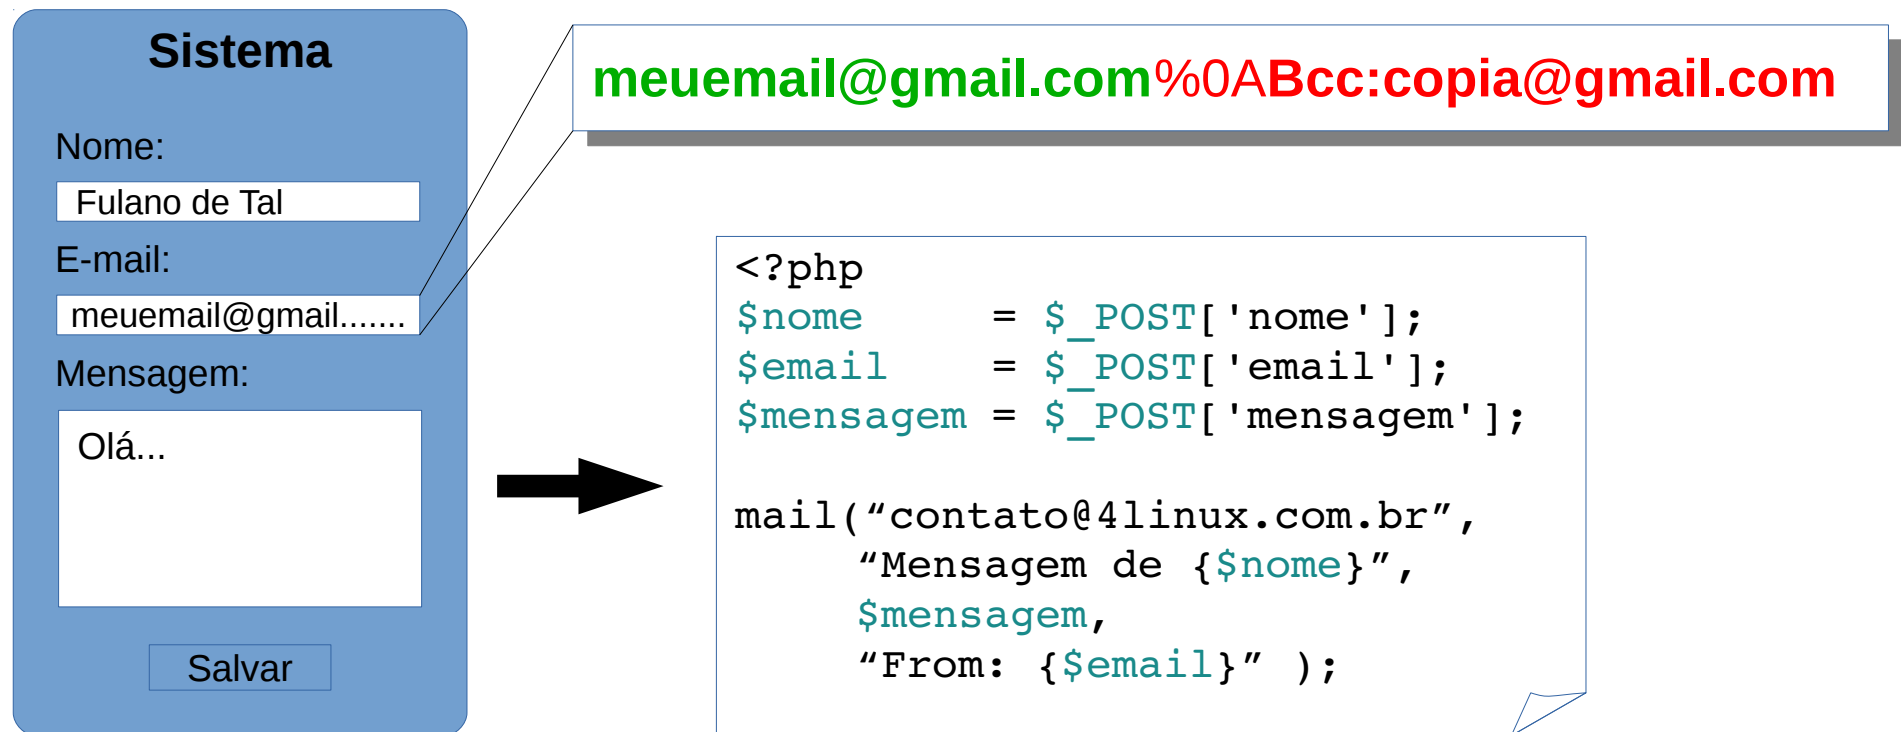 Sistema
Nome:
Fulano de Tal
E-mail:
meuemail@gmail.......
Mensagem:
Olá...
Salvar
meuemail@gmail.com%0ABcc:copia@gmail.com
<?php
$nome     = $_POST['nome'];
$email    = $_POST['email'];
$mensagem = $_POST['mensagem'];
mail(“contato@4linux.com.br”,
“Mensagem de {$nome}”,
$mensagem,
“From: {$email}” );